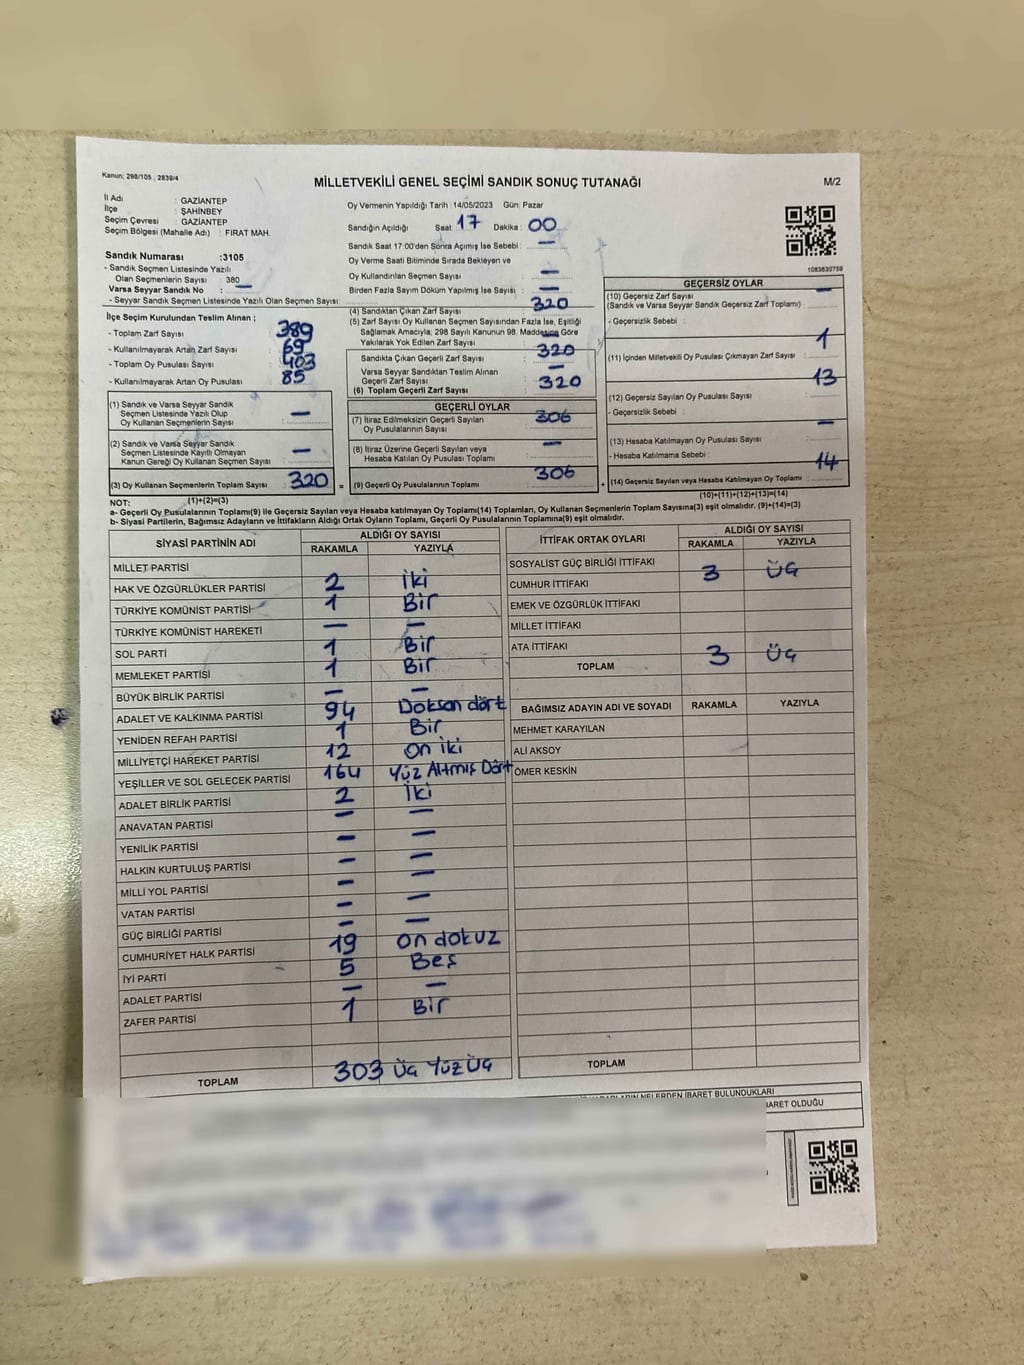 Kanun: 298/105 , 2839/4
MİLLETVEKİLİ GENEL SEÇİMİ SANDIK SONUÇ TUTANAĞI
M/2
İl Adı : GAZİANTEP
İlçe : ŞAHİNBEY
Seçim Çevresi : GAZİANTEP
Seçim Bölgesi (Mahalle Adı) : FIRAT MAH.
Sandık Numarası :3105
- Sandık Seçmen Listesinde Yazılı
Olan Seçmenlerin Sayısı : 380
Varsa Seyyar Sandık No : —
- Seyyar Sandık Seçmen Listesinde Yazılı Olan Seçmen Sayısı:
Oy Vermenin Yapıldığı Tarih :14/05/2023 Gün: Pazar
Sandığın Açıldığı Saat: 17 Dakika : 00
Sandık Saat 17:00'den Sonra Açımış İse Sebebi : —
Oy Verme Saati Bitiminde Sırada Bekleyen ve
Oy Kullandırılan Seçmen Sayısı : —
Birden Fazla Sayım Döküm Yapılmış İse Sayısı : —
1083630759
İlçe Seçim Kurulundan Teslim Alınan ;
- Toplam Zarf Sayısı : 389
- Kullanılmayarak Artan Zarf Sayısı : 69
- Toplam Oy Pusulası Sayısı : 403
- Kullanılmayarak Artan Oy Pusulası : 85
(4) Sandıktan Çıkan Zarf Sayısı : 320
(5) Zarf Sayısı Oy Kullanan Seçmen Sayısından Fazla İse, Eşitliği
Sağlamak Amacıyla; 298 Sayılı Kanunun 98. Maddesine Göre
Yakılarak Yok Edilen Zarf Sayısı : —
Sandıkta Çıkan Geçerli Zarf Sayısı : 320
Varsa Seyyar Sandıktan Teslim Alınan
Geçerli Zarf Sayısı : —
(6) Toplam Geçerli Zarf Sayısı : 320
GEÇERSİZ OYLAR
(10) Geçersiz Zarf Sayısı —
(Sandık ve Varsa Seyyar Sandık Geçersiz Zarf Toplamı) :
- Geçersizlik Sebebi :
(11) İçinden Milletvekili Oy Pusulası Çıkmayan Zarf Sayısı : 1
(12) Geçersiz Sayılan Oy Pusulası Sayısı : 13
- Geçersizlik Sebebi :
(13) Hesaba Katılmayan Oy Pusulası Sayısı : —
- Hesaba Katılmama Sebebi :
(14) Geçersiz Sayılan veya Hesaba Katılmayan Oy Toplamı : 14
(1) Sandık ve Varsa Seyyar Sandık
Seçmen Listesinde Yazılı Olup
Oy Kullanan Seçmenlerin Sayısı : —
(2) Sandık ve Varsa Seyyar Sandık
Seçmen Listesinde Kayıtlı Olmayan
Kanun Gereği Oy Kullanan Seçmen Sayısı : —
(3) Oy Kullanan Seçmenlerin Toplam Sayısı : 320
GEÇERLİ OYLAR
(7) İtiraz Edilmeksizin Geçerli Sayılan
Oy Pusulalarının Sayısı : 306
(8) İtiraz Üzerine Geçerli Sayılan veya
Hesaba Katılan Oy Pusulası Toplamı : —
= (9) Geçerli Oy Pusulalarının Toplamı : 306 +
NOT: (1)+(2)=(3) (10)+(11)+(12)+(13)=(14)
a- Geçerli Oy Pusulalarının Toplamı(9) ile Geçersiz Sayılan veya Hesaba katılmayan Oy Toplamı(14) Toplamları, Oy Kullanan Seçmenlerin Toplam Sayısına(3) eşit olmalıdır. (9)+(14)=(3)
b- Siyasi Partilerin, Bağımsız Adayların ve İttifakların Aldığı Ortak Oyların Toplamı, Geçerli Oy Pusulalarının Toplamına(9) eşit olmalıdır.
SİYASİ PARTİNİN ADI ALDIĞI OY SAYISI
RAKAMLA YAZIYLA
MİLLET PARTİSİ
HAK VE ÖZGÜRLÜKLER PARTİSİ 2 İki
TÜRKİYE KOMÜNİST PARTİSİ 1 Bir
TÜRKİYE KOMÜNİST HAREKETİ — —
SOL PARTİ 1 Bir
MEMLEKET PARTİSİ 1 Bir
BÜYÜK BİRLİK PARTİSİ — —
ADALET VE KALKINMA PARTİSİ 94 Doksan dört
YENİDEN REFAH PARTİSİ 1 Bir
MİLLİYETÇİ HAREKET PARTİSİ 12 on iki
YEŞİLLER VE SOL GELECEK PARTİSİ 164 Yüz Altmış Dört
ADALET BİRLİK PARTİSİ 2 İki
ANAVATAN PARTİSİ — —
YENİLİK PARTİSİ — —
HALKIN KURTULUŞ PARTİSİ — —
MİLLİ YOL PARTİSİ — —
VATAN PARTİSİ — —
GÜÇ BİRLİĞİ PARTİSİ — —
CUMHURİYET HALK PARTİSİ 19 on dokuz
İYİ PARTİ 5 Beş
ADALET PARTİSİ — —
ZAFER PARTİSİ 1 Bir
TOPLAM 303 Üç Yüz Üç
İTTİFAK ORTAK OYLARI ALDIĞI OY SAYISI
RAKAMLA YAZIYLA
SOSYALİST GÜÇ BİRLİĞİ İTTİFAKI
CUMHUR İTTİFAKI 3 Üç
EMEK VE ÖZGÜRLÜK İTTİFAKI
MİLLET İTTİFAKI
ATA İTTİFAKI
TOPLAM 3 Üç
BAĞIMSIZ ADAYIN ADI VE SOYADI ALDIĞI OY SAYISI
RAKAMLA YAZIYLA
MEHMET KARAYILAN
ALİ AKSOY
ÖMER KESKİN
TOPLAM
NELERDEN İBARET BULUNDUKLARI
BARET OLDUĞU